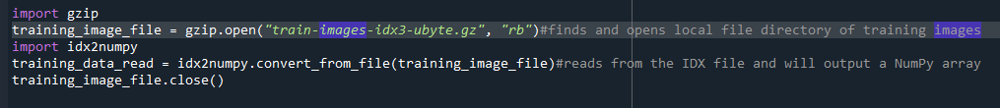 import gzip
training_image_file = gzip.open("train-images-idx3-ubyte.gz", "rb")#finds and opens local file directory of training images
import idx2numpy
training_data_read = idx2numpy.convert_from_file(training_image_file)#reads from the IDX file and will output a NumPy array
training_image_file.close()